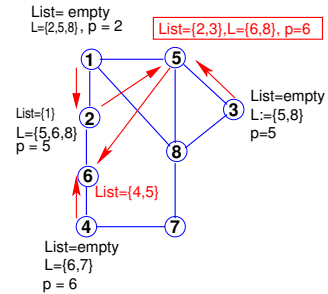 List= empty
L={2,5,8}, p = 2
List={2,3},L={6,8}, p=6
1
5
3
List=empty
L:={5,8}
p=5
List={1}
L={5,6,8}
p = 5
2
8
6
List={4,5}
4
7
List=empty
L={6,7}
p = 6